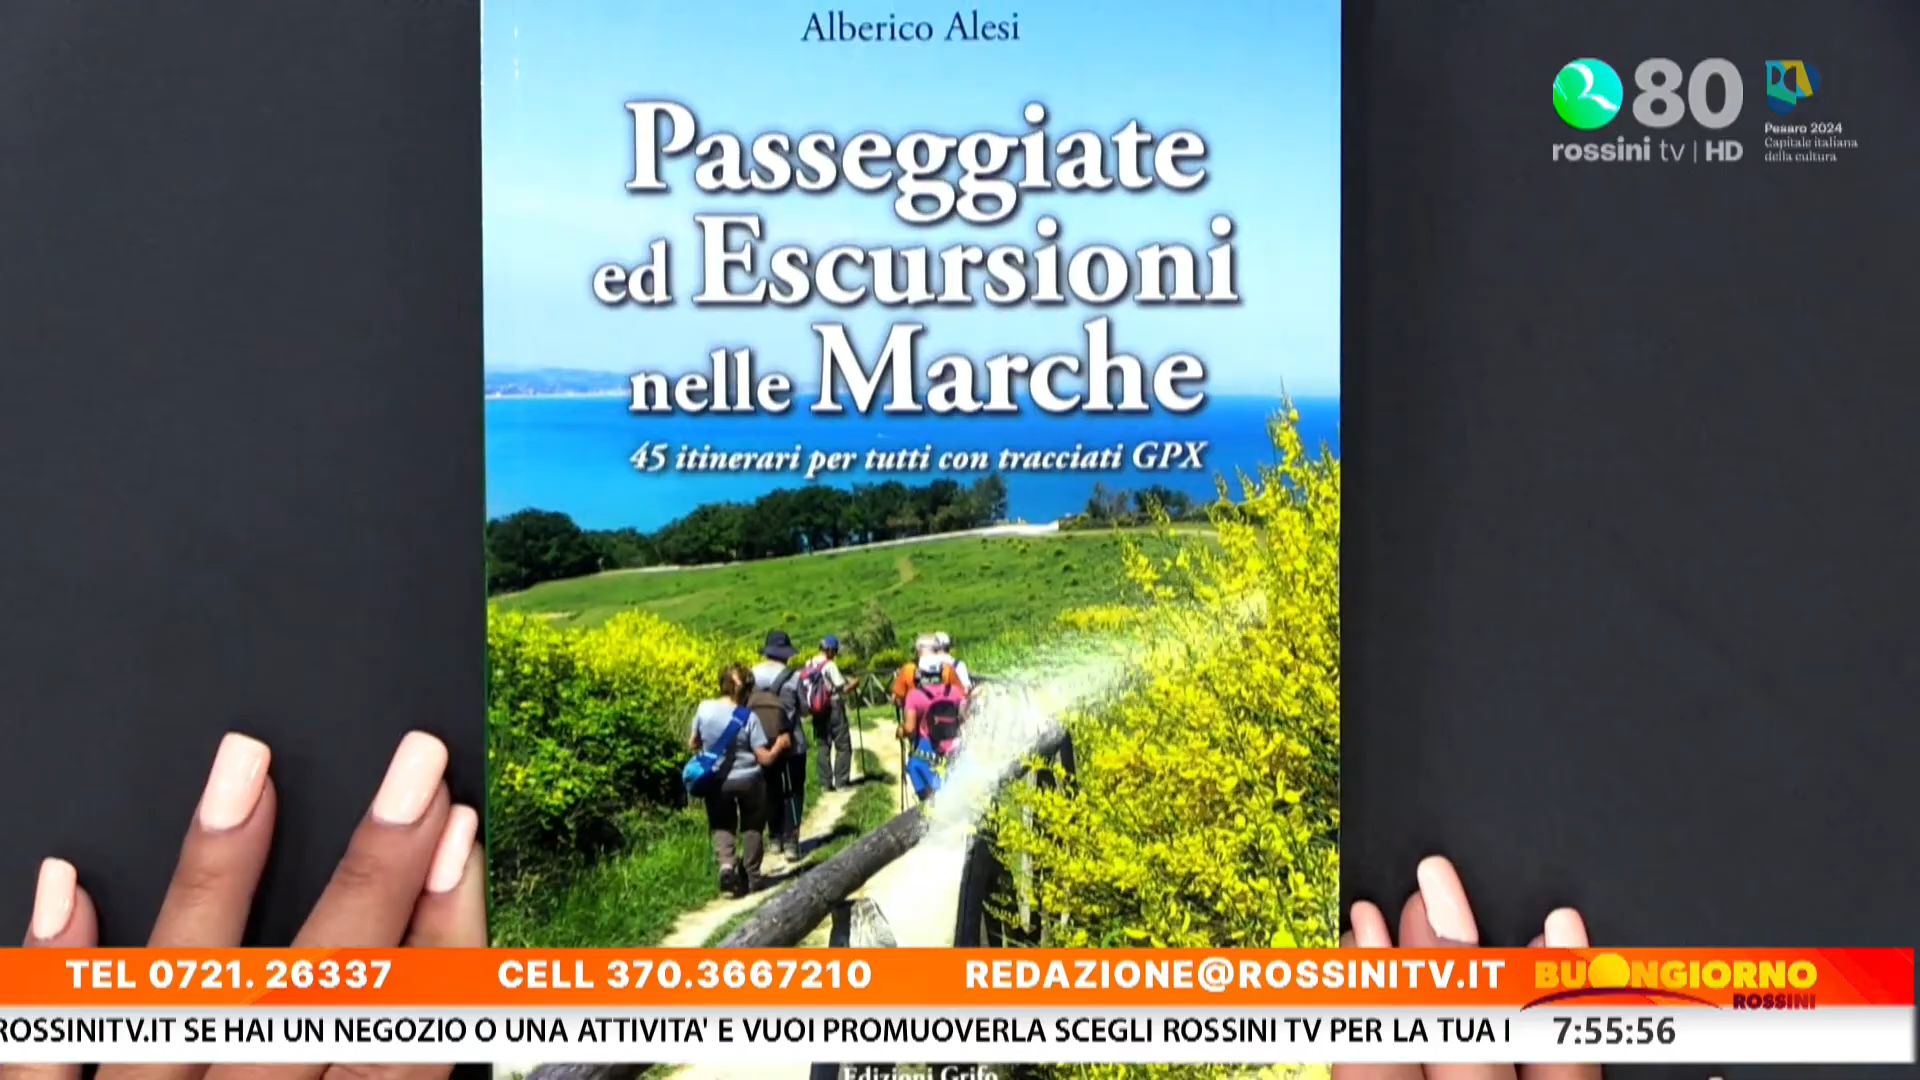 Alberico Alesi
Passeggiate
ed Escursioni
nelle Marche
45 itinerari per tutti con tracciati GPX
80
rossini tv | HD
Pesaro 2024
Capitale italiana
della cultura
TEL 0721. 26337 CELL 370.3667210 REDAZIONE@ROSSINITV.IT
BUONGIORNO
ROSSINI
ROSSINITV.IT SE HAI UN NEGOZIO O UNA ATTIVITA' E VUOI PROMUOVERLA SCEGLI ROSSINI TV PER LA TUA
7:55:56
Edizioni Grifo